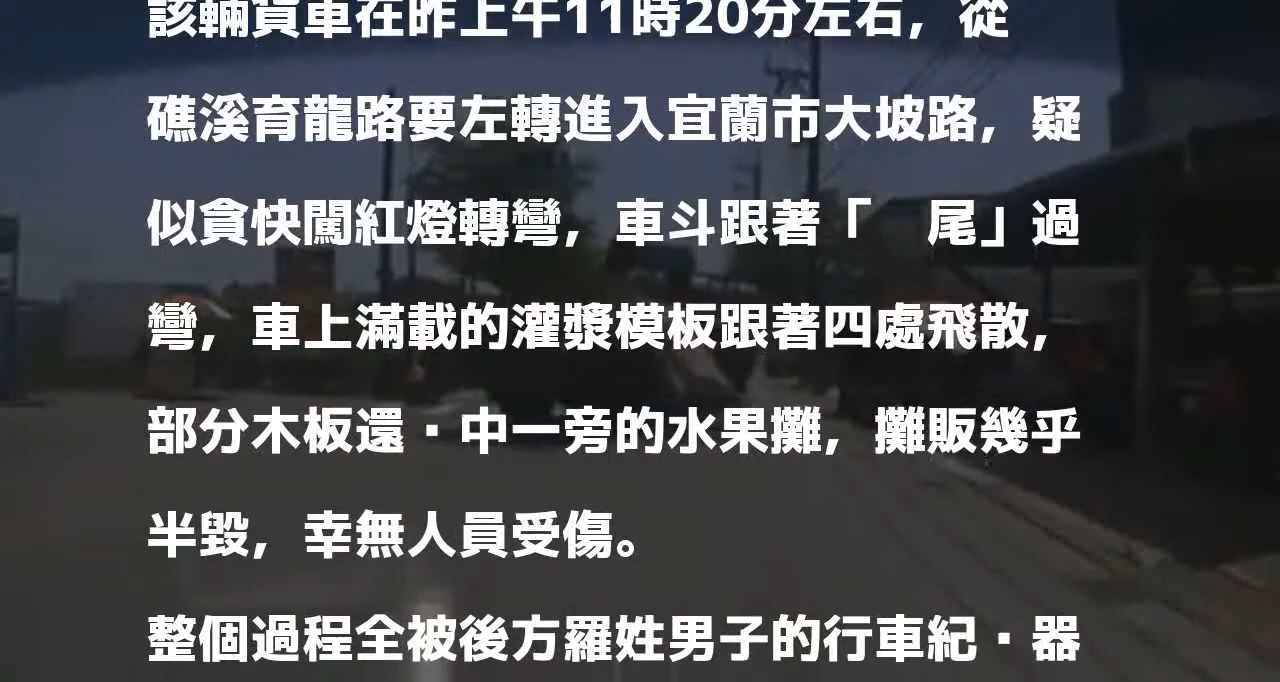 該輛貨車在昨上午11時20分左右，從
礁溪育龍路要左轉進入宜蘭市大坡路，疑
似貪快闖紅燈轉彎，車斗跟著「　尾」過
彎，車上滿載的灌漿模板跟著四處飛散，
部分木板還·中一旁的水果攤，攤販幾乎
半毀，幸無人員受傷。
整個過程全被後方羅姓男子的行車紀·器